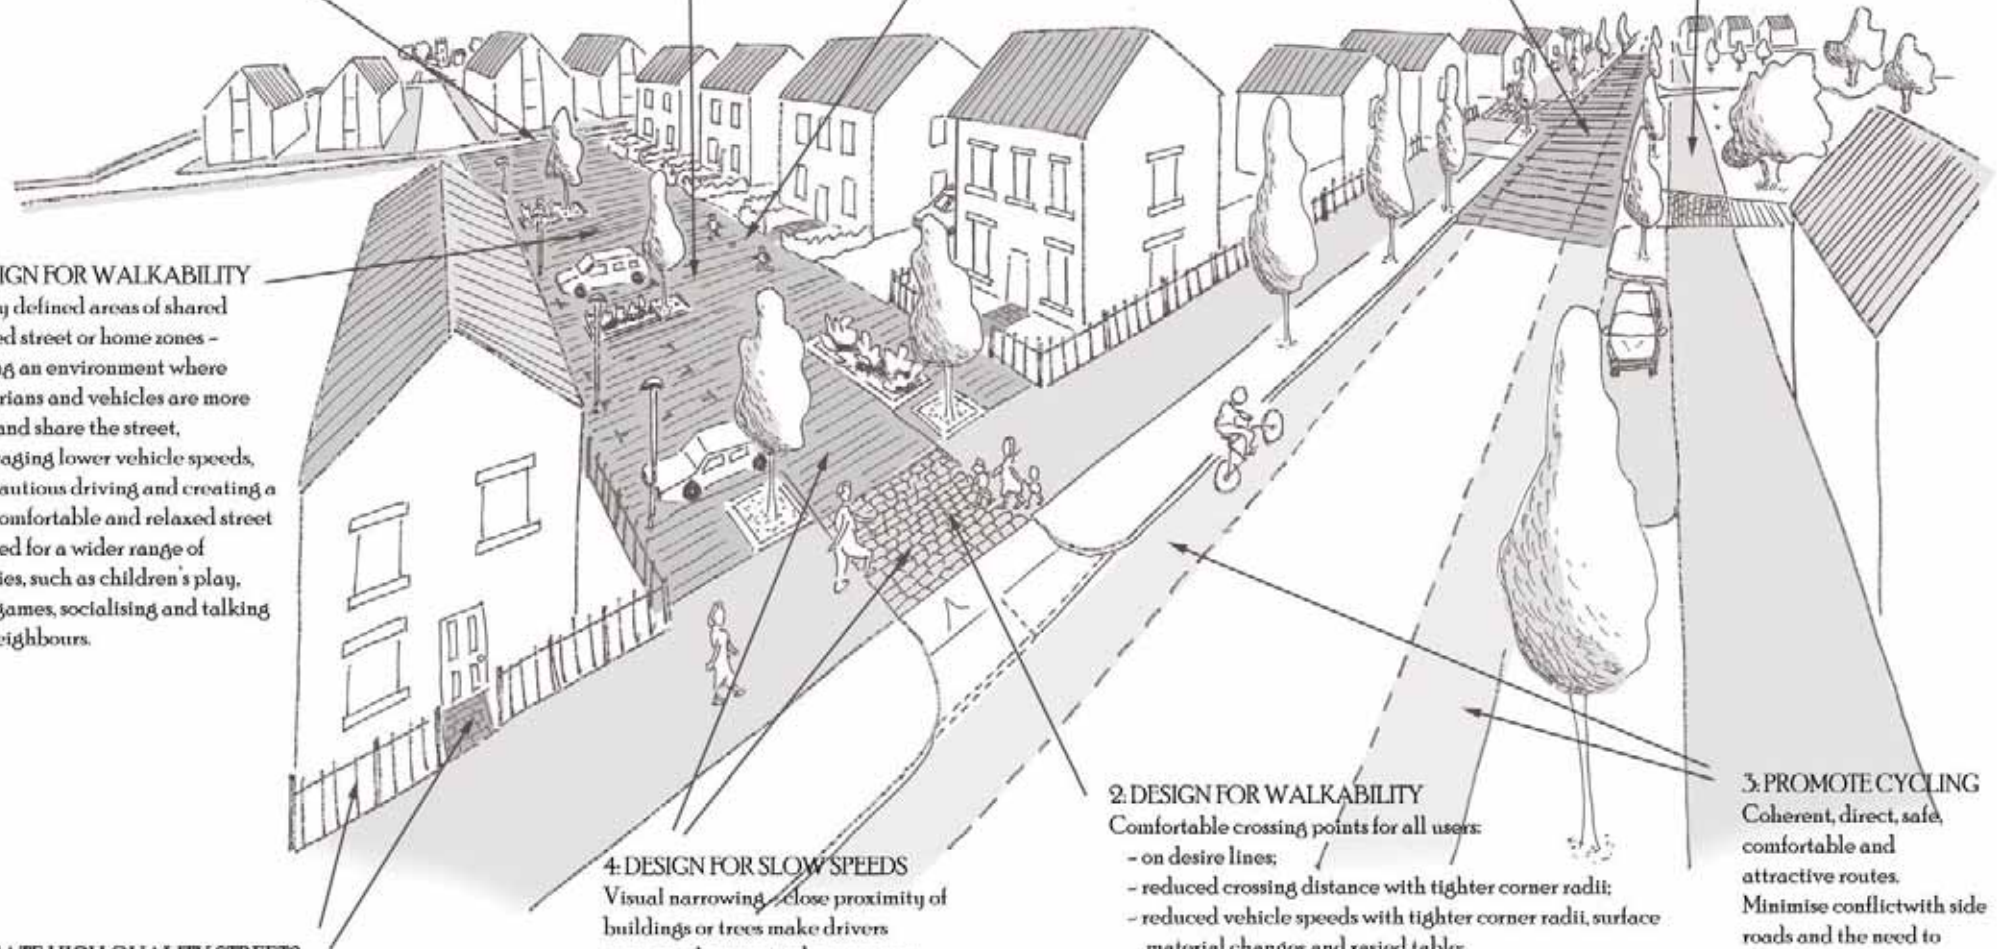 IGN FOR WALKABILITY
y defined areas of shared
ed street or home zones –
g an environment where
rians and vehicles are more
and share the street,
aging lower vehicle speeds,
autious driving and creating a
omfortable and relaxed street
ed for a wider range of
ies, such as children's play,
games, socialising and talking
eighbours.
4: DESIGN FOR SLOW SPEEDS
Visual narrowing - close proximity of
buildings or trees make drivers
2: DESIGN FOR WALKABILITY
Comfortable crossing points for all users:
- on desire lines;
- reduced crossing distance with tighter corner radii;
- reduced vehicle speeds with tighter corner radii, surface
material changes and
3: PROMOTE CYCLING
Coherent, direct, safe,
comfortable and
attractive routes.
Minimise conflictwith side
roads and the need to